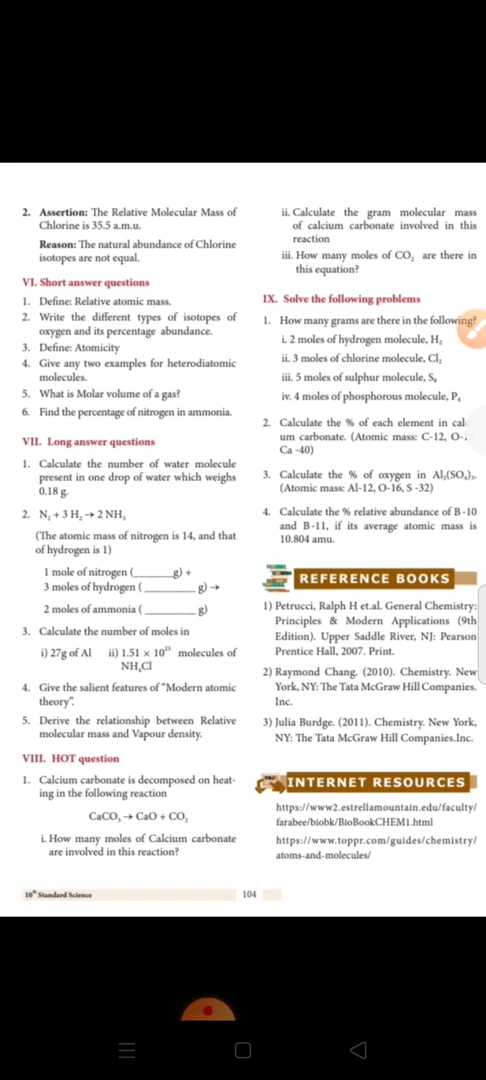 2. Assertion: The Relative Molecular Mass of
Chlorine is 35.5 a.m.u.
Reason: The natural abundance of Chlorine
isotopes are not equal.
VI. Short answer questions
1. Define: Relative atomic mass.
2. Write the different types of isotopes of
oxygen and its percentage abundance.
3. Define: Atomicity
4. Give any two examples for heterodiatomic
molecules.
5. What is Molar volume of a gas?
6. Find the percentage of nitrogen in ammonia.
VII. Long answer questions
1. Calculate the number of water molecule
present in one drop of water which weighs
0.18 g.
2. N₂ + 3 H₂ → 2 NH₃
(The atomic mass of nitrogen is 14, and that
of hydrogen is 1)
1 mole of nitrogen (_______g) +
3 moles of hydrogen (_________ g) →
2 moles of ammonia (_________ g)
3. Calculate the number of moles in
i) 27g of Al ii) 1.51 × 10²³ molecules of
NH₄Cl
4. Give the salient features of "Modern atomic
theory".
5. Derive the relationship between Relative
molecular mass and Vapour density.
VIII. HOT question
1. Calcium carbonate is decomposed on heat-
ing in the following reaction
CaCO₃ → CaO + CO₂
i. How many moles of Calcium carbonate
are involved in this reaction?
ii. Calculate the gram molecular mass
of calcium carbonate involved in this
reaction
iii. How many moles of CO₂ are there in
this equation?
IX. Solve the following problems
1. How many grams are there in the following?
i. 2 moles of hydrogen molecule, H₂
ii. 3 moles of chlorine molecule, Cl₂
iii. 5 moles of sulphur molecule, S₈
iv. 4 moles of phosphorous molecule, P₄
2. Calculate the % of each element in cal
um carbonate. (Atomic mass: C-12, O-
Ca -40)
3. Calculate the % of oxygen in Al₂(SO₄)₃.
(Atomic mass: Al-12, O-16, S -32)
4. Calculate the % relative abundance of B -10
and B -11, if its average atomic mass is
10.804 amu.
REFERENCE BOOKS
1) Petrucci, Ralph H et.al. General Chemistry:
Principles & Modern Applications (9th
Edition). Upper Saddle River, NJ: Pearson
Prentice Hall, 2007. Print.
2) Raymond Chang. (2010). Chemistry. New
York, NY: The Tata McGraw Hill Companies.
Inc.
3) Julia Burdge. (2011). Chemistry. New York,
NY: The Tata McGraw Hill Companies.Inc.
INTERNET RESOURCES
https://www2.estrellamountain.edu/faculty/
farabee/biobk/BioBookCHEM1.html
https://www.toppr.com/guides/chemistry/
atoms-and-molecules/
10th Standard Science
104